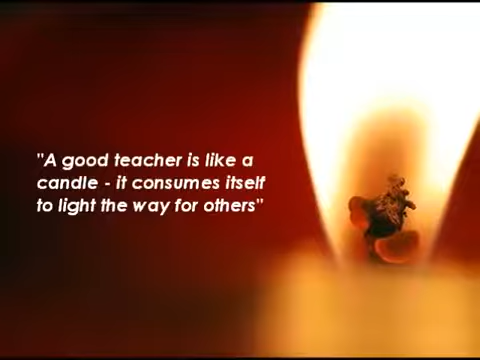 "A good teacher is like a
candle - it consumes itself
to light the way for others"